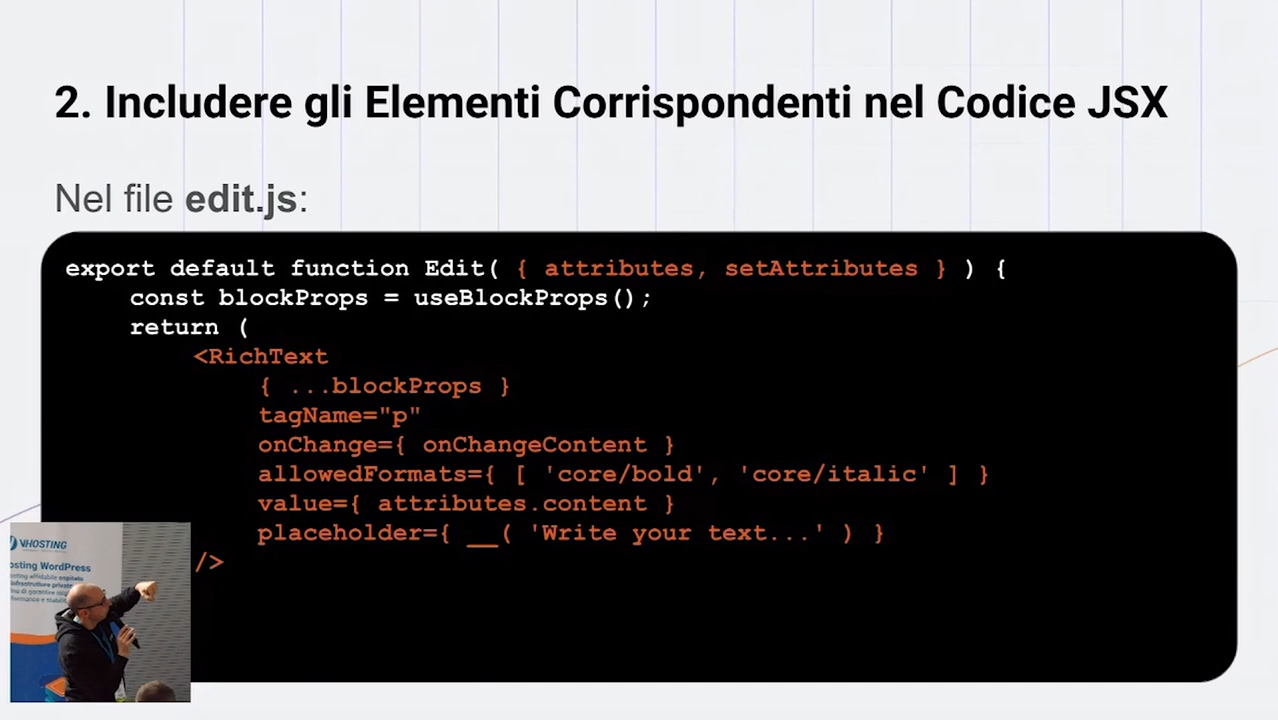 2. Includere gli Elementi Corrispondenti nel Codice JSX
Nel file edit.js:
export default function Edit( { attributes, setAttributes } ) {
const blockProps = useBlockProps();
return (
<RichText
{ ...blockProps }
tagName="p"
onChange={ onChangeContent }
allowedFormats={ [ 'core/bold', 'core/italic' ] }
value={ attributes.content }
placeholder={ __( 'Write your text...' ) }
/>
VHOSTING
osting WordPress